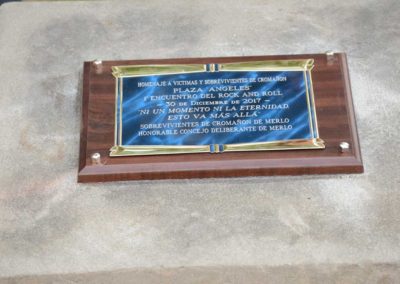 HOMENAJE A VICTIMAS Y SOBREVIVIENTES DE CROMAÑON
PLAZA ANGELES
1° ENCUENTRO DEL ROCK AND ROLL
- 30 DE DICIEMBRE DE 2017 -
"NI UN MOMENTO NI LA ETERNIDAD,
ESTO VA MÁS ALLÁ"
SOBREVIVIENTES DE CROMAÑON DE MERLO
HONORABLE CONCEJO DELIBERANTE DE MERLO